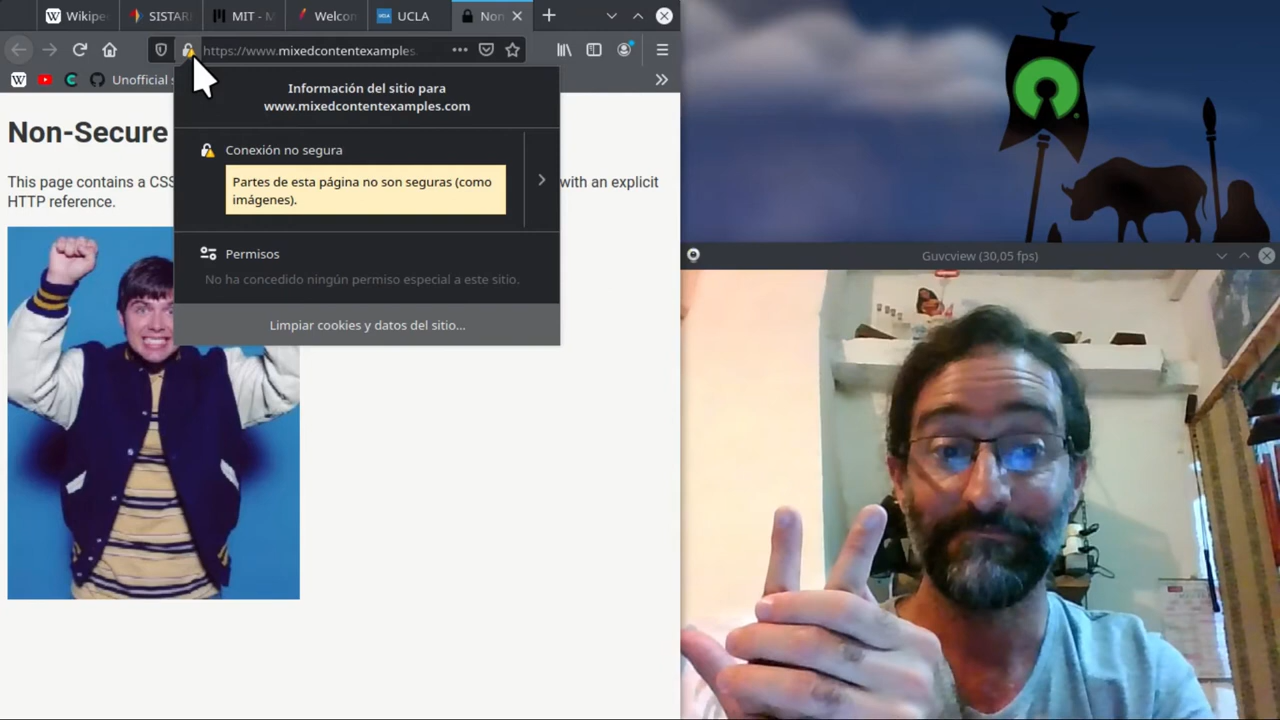 Wikipe
SISTAR
MIT - M
Welcon
UCLA
Non
https://www.mixedcontentexamples.
Unofficial s
Información del sitio para
www.mixedcontentexamples.com
Conexión no segura
Partes de esta página no son seguras (como
imágenes).
Permisos
No ha concedido ningún permiso especial a este sitio.
Limpiar cookies y datos del sitio...
Non-Secure
This page contains a CSS
with an explicit
HTTP reference.
Guvcview (30,05 fps)